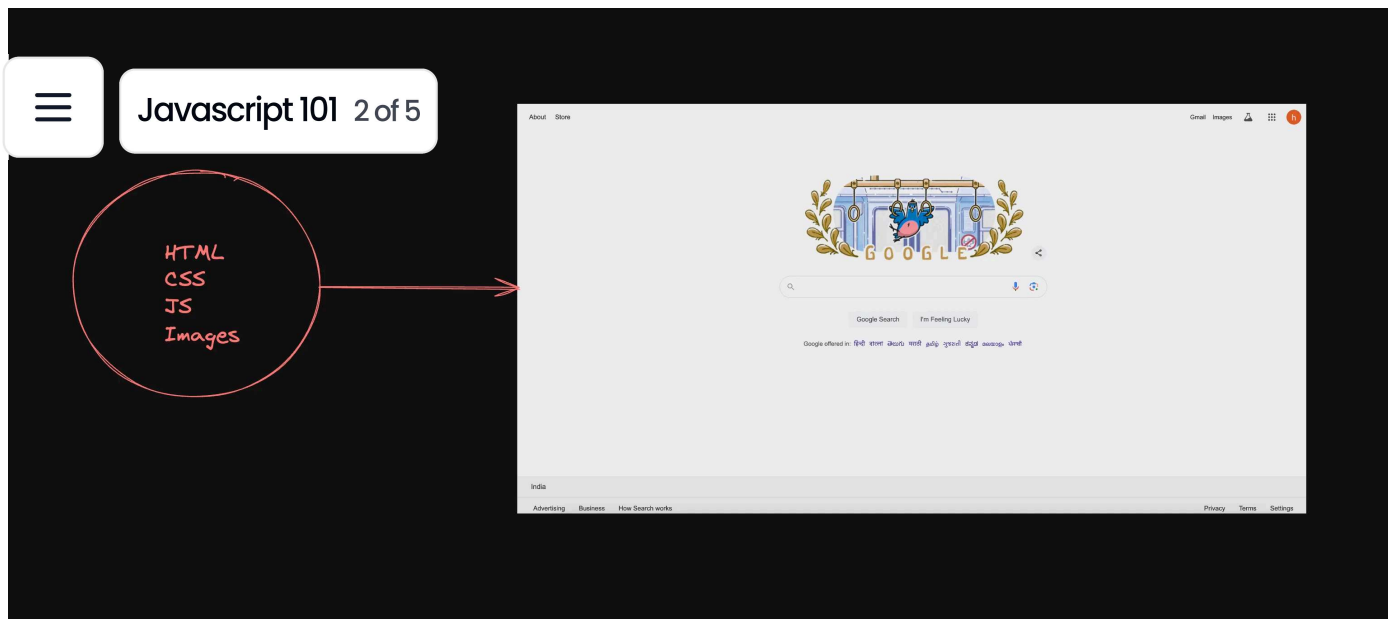 Javascript 101 2 of 5
HTML
CSS
JS
Images
About Store
Gmail Images
h
GOOGLE
Google Search I'm Feeling Lucky
Google offered in: हिन्दी বাংলা తెలుగు मराठी தமிழ் ગુજરાતી ಕನ್ನಡ മലയാളം ਪੰਜਾਬੀ
India
Advertising Business How Search works
Privacy Terms Settings